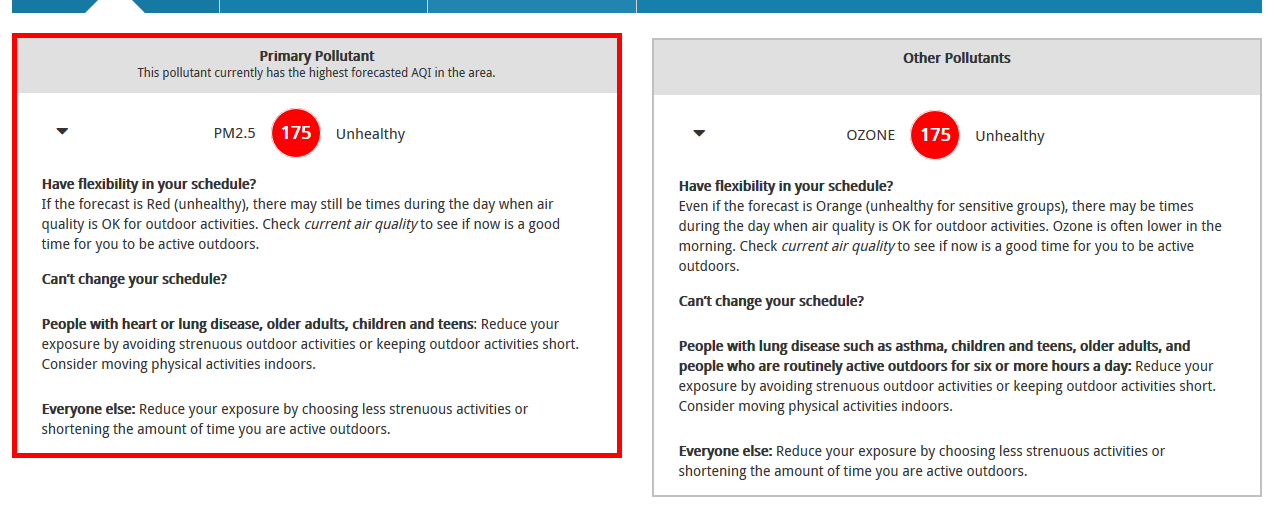 Primary Pollutant
This pollutant currently has the highest forecasted AQI in the area.
PM2.5 175 Unhealthy
Have flexibility in your schedule?
If the forecast is Red (unhealthy), there may still be times during the day when air
quality is OK for outdoor activities. Check current air quality to see if now is a good
time for you to be active outdoors.
Can't change your schedule?
People with heart or lung disease, older adults, children and teens: Reduce your
exposure by avoiding strenuous outdoor activities or keeping outdoor activities short.
Consider moving physical activities indoors.
Everyone else: Reduce your exposure by choosing less strenuous activities or
shortening the amount of time you are active outdoors.
Other Pollutants
OZONE 175 Unhealthy
Have flexibility in your schedule?
Even if the forecast is Orange (unhealthy for sensitive groups), there may be times
during the day when air quality is OK for outdoor activities. Ozone is often lower in the
morning. Check current air quality to see if now is a good time for you to be active
outdoors.
Can't change your schedule?
People with lung disease such as asthma, children and teens, older adults, and
people who are routinely active outdoors for six or more hours a day: Reduce your
exposure by avoiding strenuous outdoor activities or keeping outdoor activities short.
Consider moving physical activities indoors.
Everyone else: Reduce your exposure by choosing less strenuous activities or
shortening the amount of time you are active outdoors.